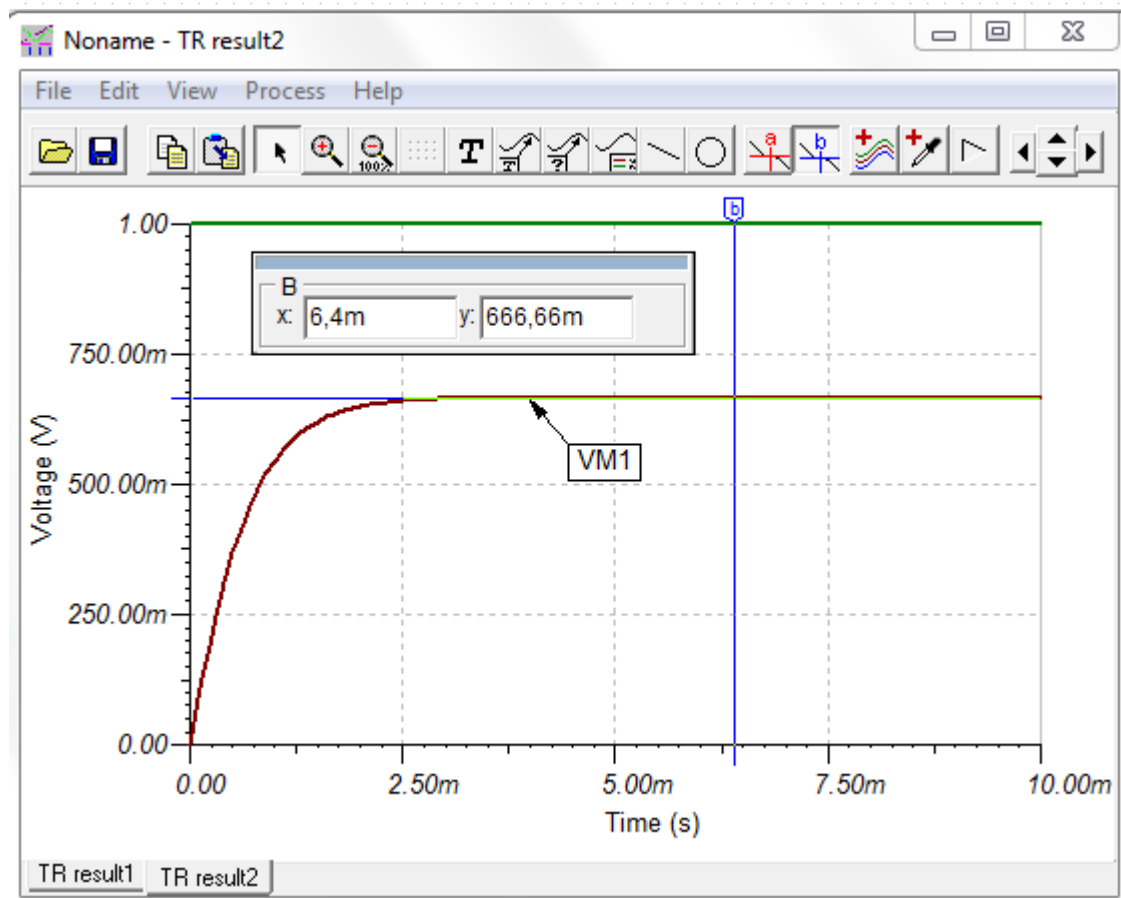 Noname - TR result2
File Edit View Process Help
100% T T ? a b
b
1.00
B
x: 6,4m y: 666,66m
750.00m
VM1
500.00m
250.00m
0.00
Voltage (V)
0.00 2.50m 5.00m 7.50m 10.00m
Time (s)
TR result1 TR result2